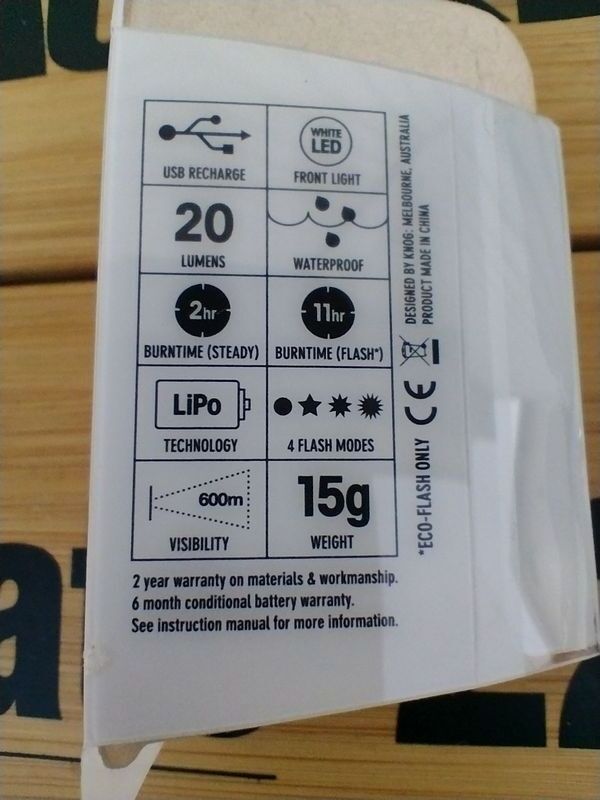 WHITE
LED
USB RECHARGE
FRONT LIGHT
20
LUMENS
WATERPROOF
2hr
11hr
BURNTIME (STEADY)
BURNTIME (FLASH*)
LiPo
TECHNOLOGY
4 FLASH MODES
600m
VISIBILITY
15g
WEIGHT
2 year warranty on materials & workmanship.
6 month conditional battery warranty.
See instruction manual for more information.
*ECO-FLASH ONLY CE
DESIGNED BY KNOG: MELBOURNE, AUSTRALIA
PRODUCT MADE IN CHINA